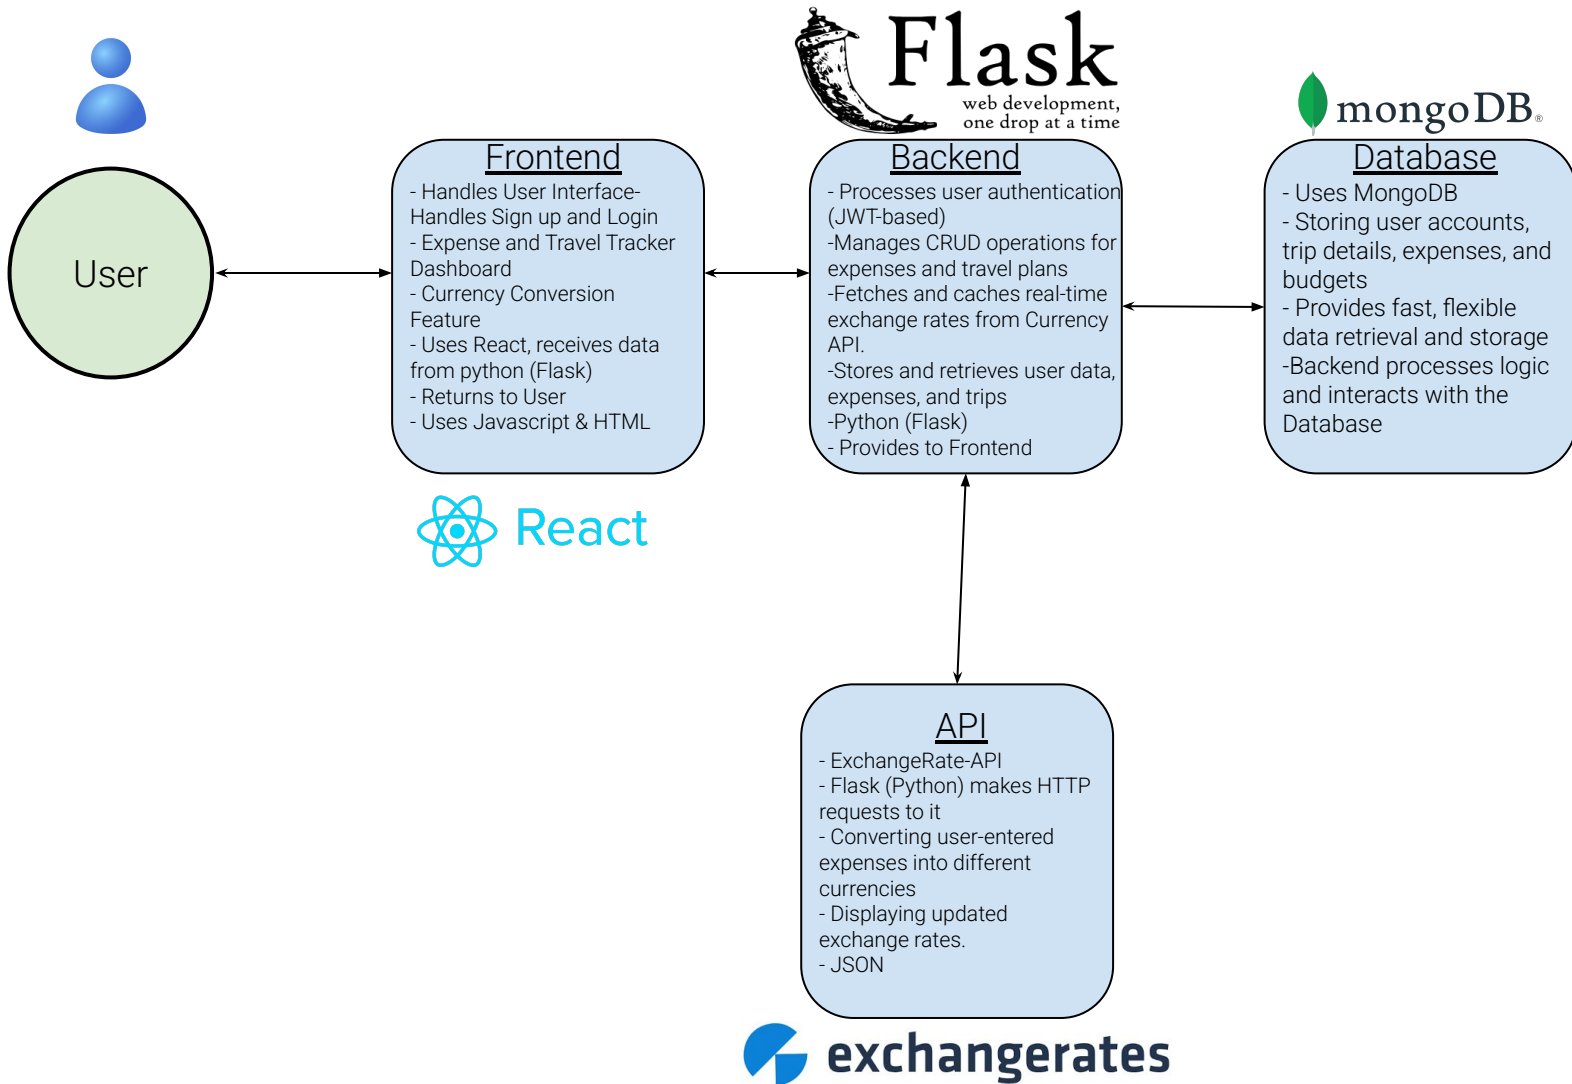 User
Frontend
- Handles User Interface-
Handles Sign up and Login
- Expense and Travel Tracker
Dashboard
- Currency Conversion
Feature
- Uses React, receives data
from python (Flask)
- Returns to User
- Uses Javascript & HTML
React
Flask
web development,
one drop at a time
Backend
- Processes user authentication
(JWT-based)
-Manages CRUD operations for
expenses and travel plans
-Fetches and caches real-time
exchange rates from Currency
API.
-Stores and retrieves user data,
expenses, and trips
-Python (Flask)
- Provides to Frontend
mongoDB®
Database
- Uses MongoDB
- Storing user accounts,
trip details, expenses, and
budgets
- Provides fast, flexible
data retrieval and storage
-Backend processes logic
and interacts with the
Database
API
- ExchangeRate-API
- Flask (Python) makes HTTP
requests to it
- Converting user-entered
expenses into different
currencies
- Displaying updated
exchange rates.
- JSON
exchangerates